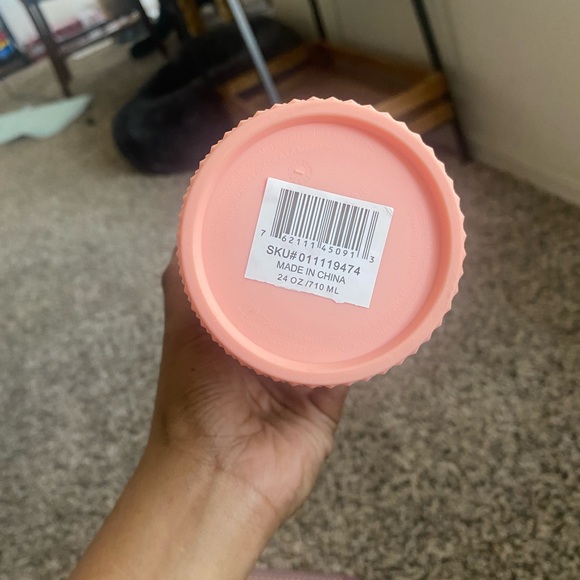 7 62111 45091 3
SKU# 011119474
MADE IN CHINA
24 OZ /710 ML